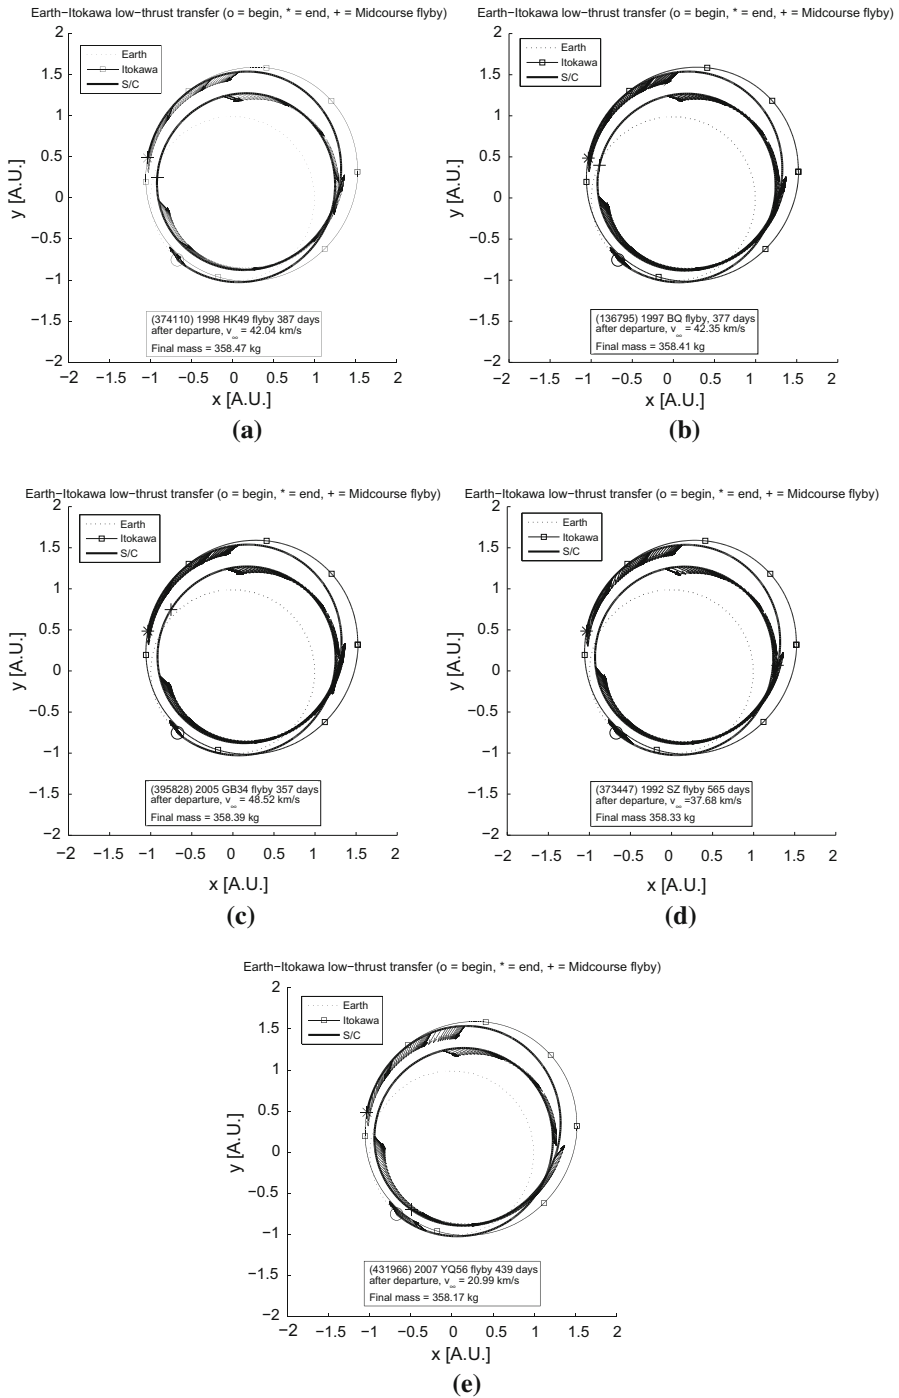 Earth−Itokawa low−thrust transfer (o = begin, * = end, + = Midcourse flyby)
2
1.5
1
0.5
0
−0.5
−1
−1.5
−2
y [A.U.]
Earth
Itokawa
S/C
(374110) 1998 HK49 flyby 387 days
after departure, v∞ = 42.04 km/s
Final mass = 358.47 kg
−2 −1.5 −1 −0.5 0 0.5 1 1.5 2
x [A.U.]
(a)
Earth−Itokawa low−thrust transfer (o = begin, * = end, + = Midcourse flyby)
2
1.5
1
0.5
0
−0.5
−1
−1.5
−2
y [A.U.]
Earth
Itokawa
S/C
(136795) 1997 BQ flyby, 377 days
after departure, v∞ = 42.35 km/s
Final mass = 358.41 kg
−2 −1.5 −1 −0.5 0 0.5 1 1.5 2
x [A.U.]
(b)
Earth−Itokawa low−thrust transfer (o = begin, * = end, + = Midcourse flyby)
2
1.5
1
0.5
0
−0.5
−1
−1.5
−2
y [A.U.]
Earth
Itokawa
S/C
(395828) 2005 GB34 flyby 357 days
after departure, v∞ = 48.52 km/s
Final mass = 358.39 kg
−2 −1.5 −1 −0.5 0 0.5 1 1.5 2
x [A.U.]
(c)
Earth−Itokawa low−thrust transfer (o = begin, * = end, + = Midcourse flyby)
2
1.5
1
0.5
0
−0.5
−1
−1.5
−2
y [A.U.]
Earth
Itokawa
S/C
(373447) 1992 SZ flyby 565 days
after departure, v∞ =37.68 km/s
Final mass 358.33 kg
−2 −1.5 −1 −0.5 0 0.5 1 1.5 2
x [A.U.]
(d)
Earth−Itokawa low−thrust transfer (o = begin, * = end, + = Midcourse flyby)
2
1.5
1
0.5
0
−0.5
−1
−1.5
−2
y [A.U.]
Earth
Itokawa
S/C
(431966) 2007 YQ56 flyby 439 days
after departure, v∞ = 20.99 km/s
Final mass = 358.17 kg
−2 −1.5 −1 −0.5 0 0.5 1 1.5 2
x [A.U.]
(e)